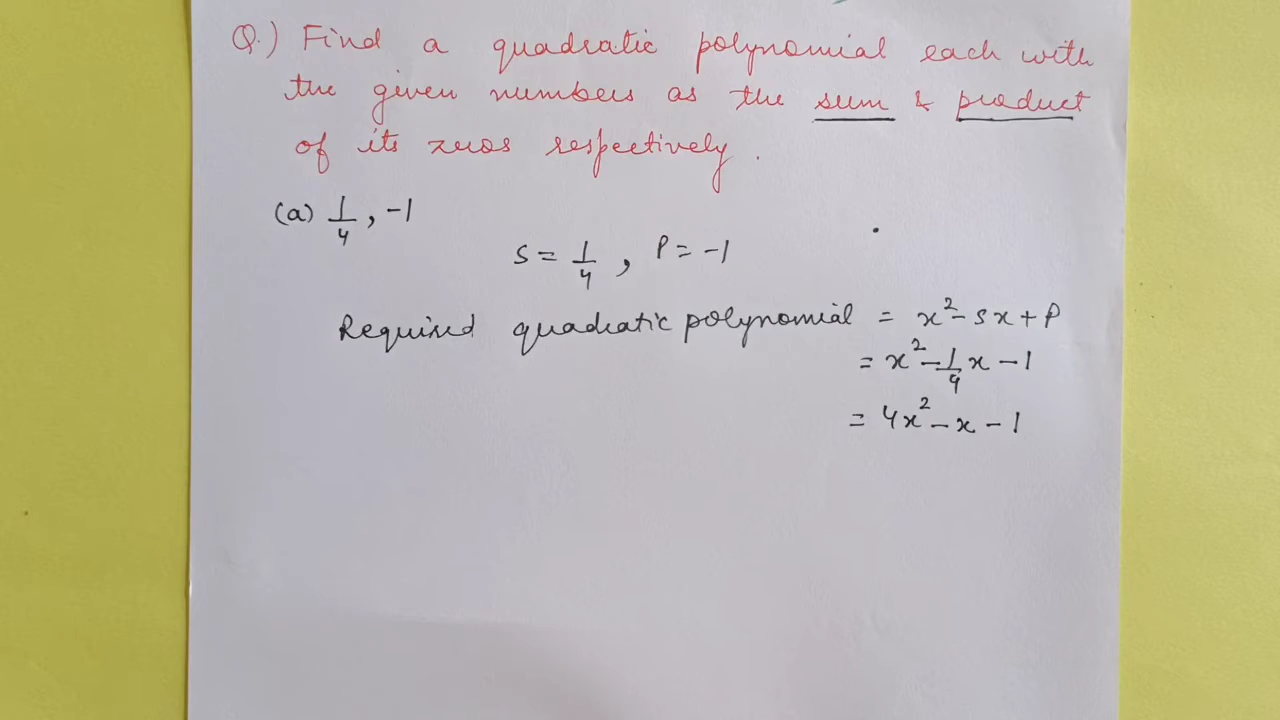 Q.) Find a quadratic polynomial each with
the given numbers as the sum & product
of its zeros respectively.
(a) 1/4, -1
S = 1/4, P = -1
Required quadratic polynomial = x² - sx + P
= x² - 1/4 x - 1
= 4x² - x - 1